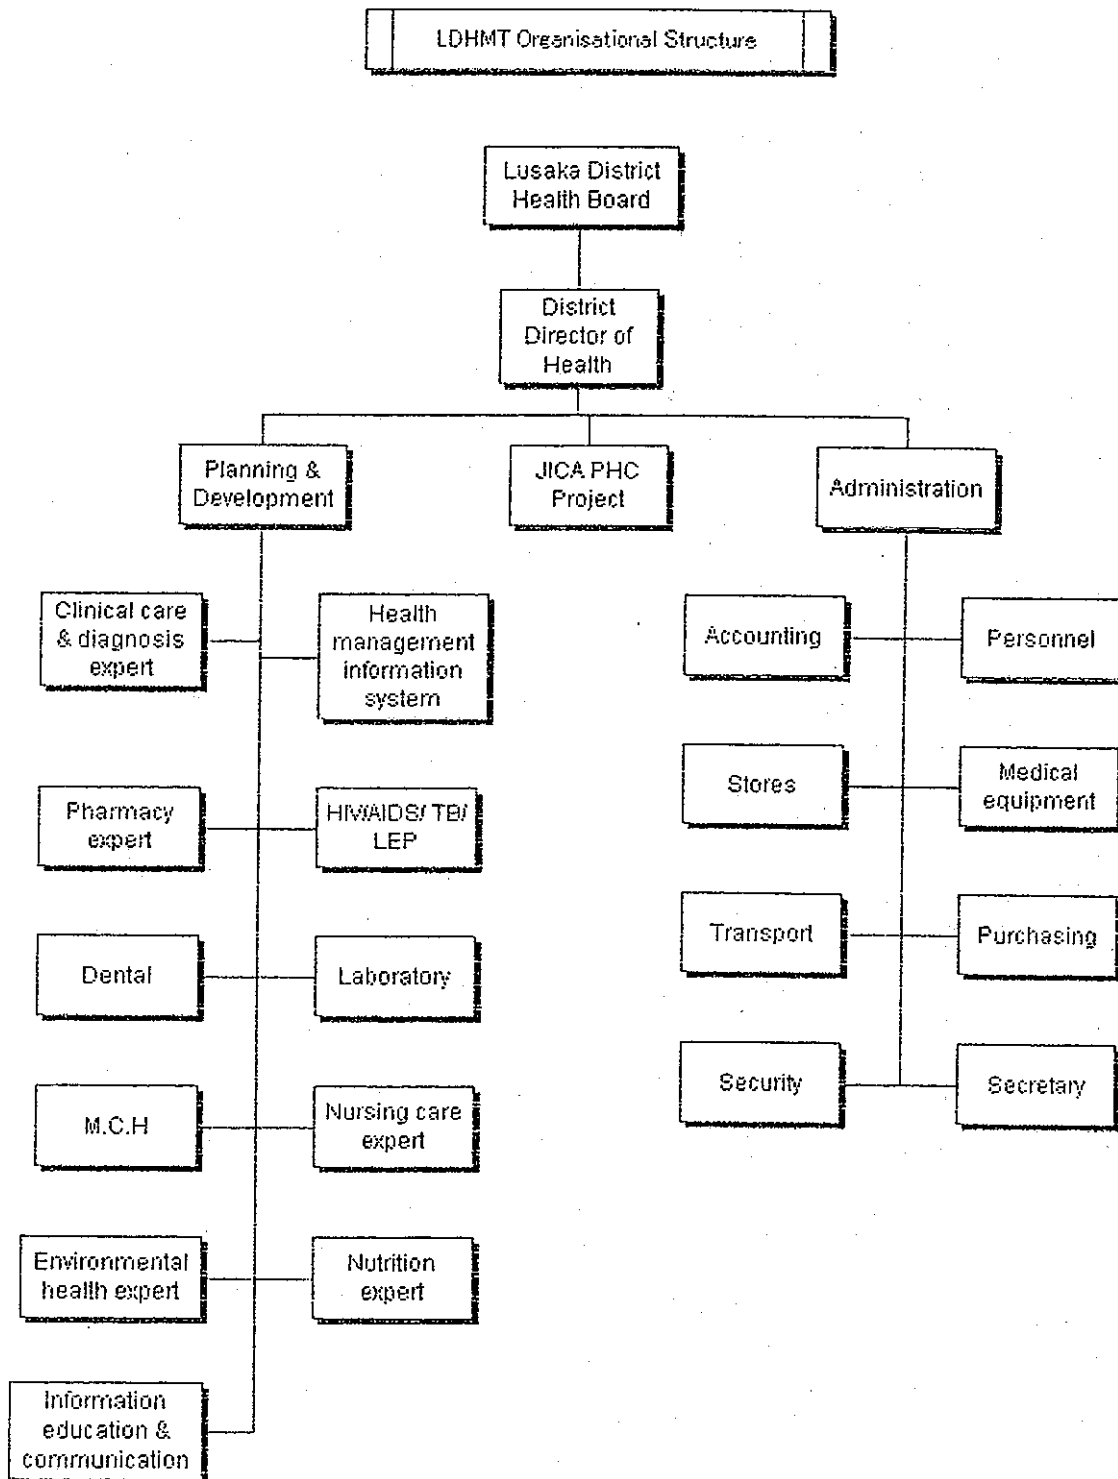 LDHMT Organisational Structure
Lusaka District
Health Board
District
Director of
Health
Planning &
Development
JICA PHC
Project
Administration
Clinical care
& diagnosis
expert
Health
management
information
system
Accounting
Personnel
Pharmacy
expert
HIV/AIDS/ TB/
LEP
Stores
Medical
equipment
Dental
Laboratory
Transport
Purchasing
M.C.H
Nursing care
expert
Security
Secretary
Environmental
health expert
Nutrition
expert
Information
education &
communication